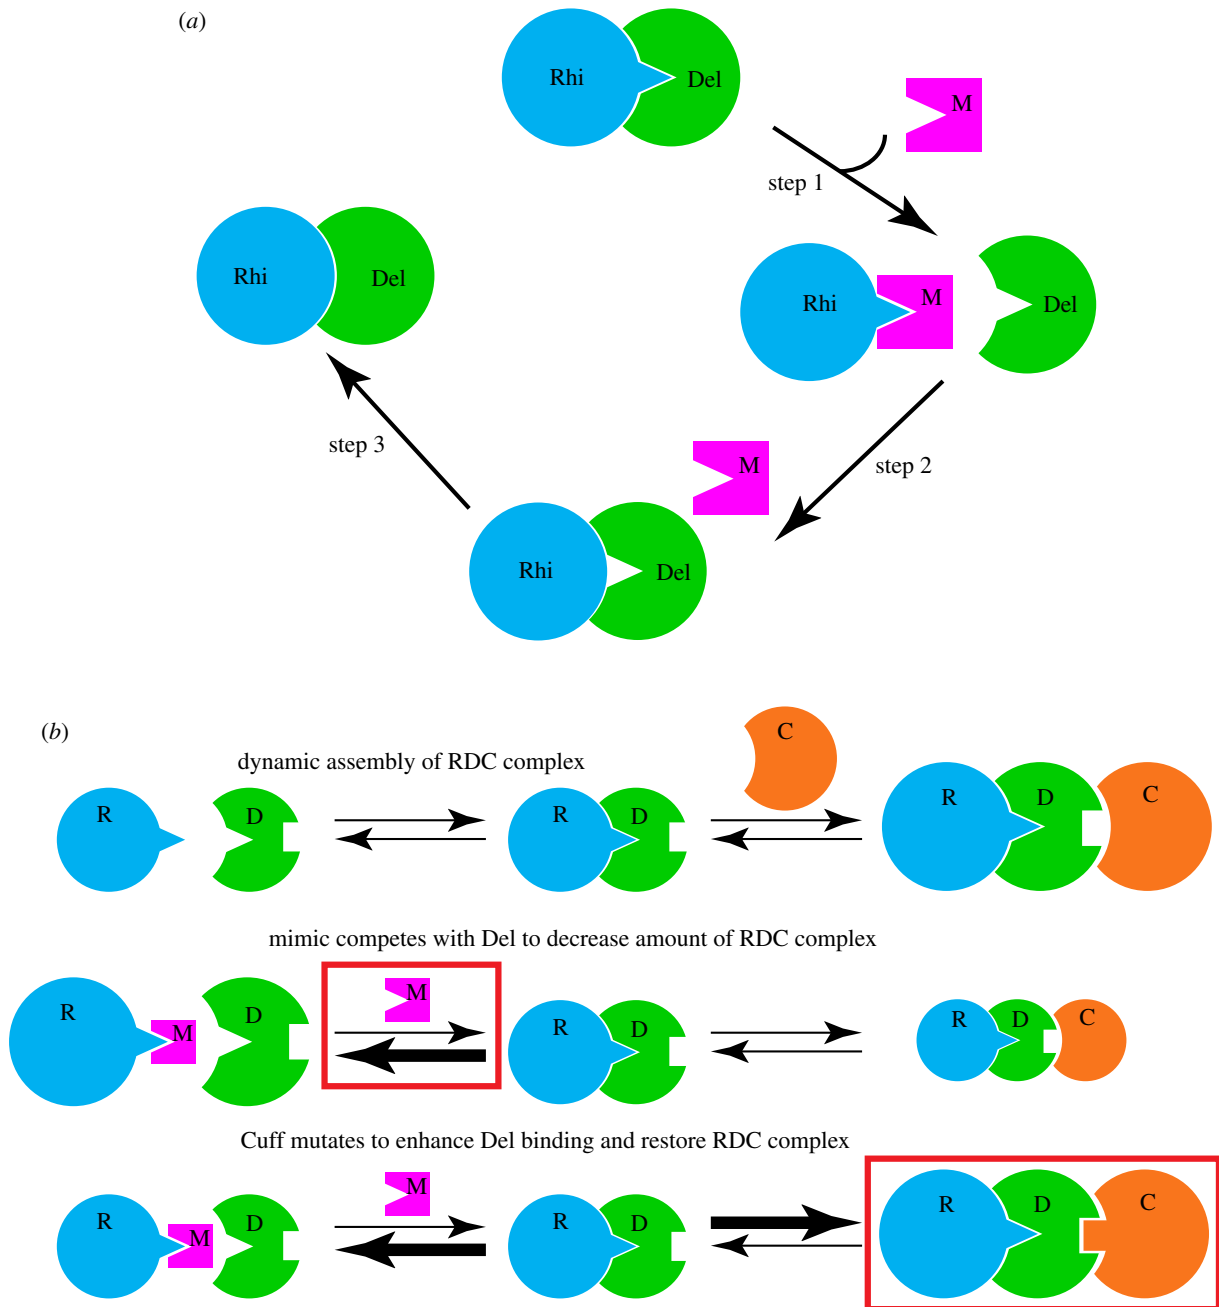 (a)
Rhi Del
M
step 1
Rhi Del
Rhi M Del
step 3
M
step 2
Rhi Del
(b)
C
dynamic assembly of RDC complex
R D R D R D C
mimic competes with Del to decrease amount of RDC complex
M
R M D R D R D C
Cuff mutates to enhance Del binding and restore RDC complex
M
R M D R D R D C